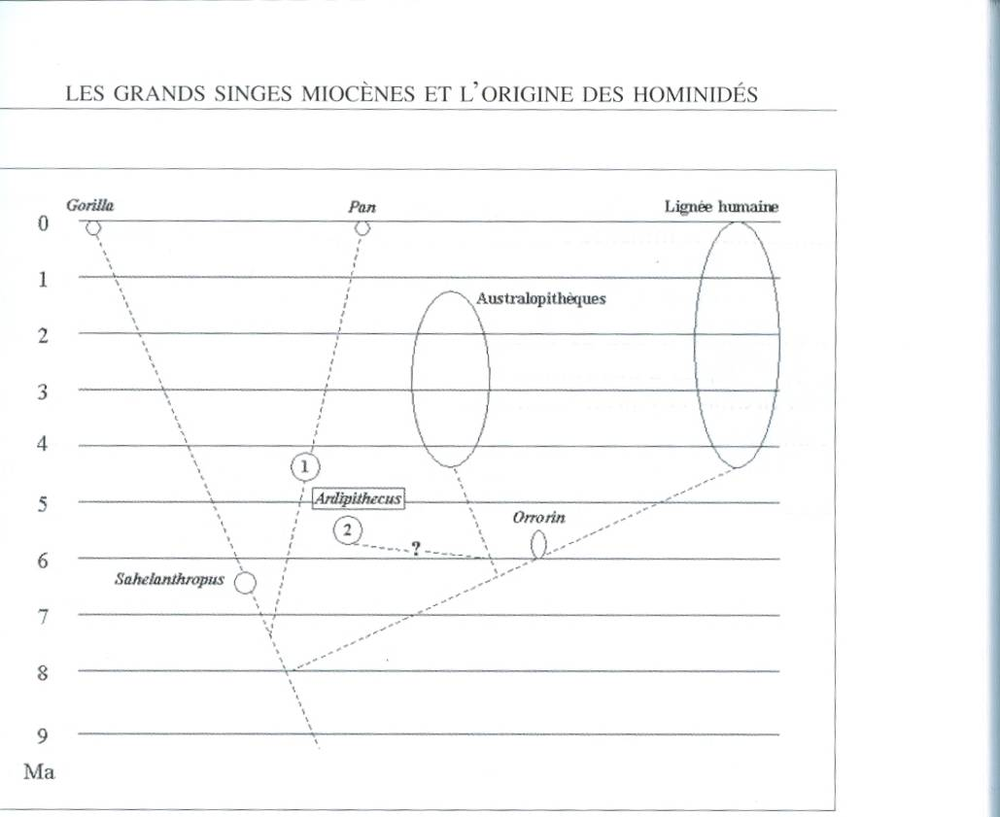 LES GRANDS SINGES MIOCÈNES ET L'ORIGINE DES HOMINIDÉS
Gorilla Pan Lignée humaine
0
1
Australopithèques
2
3
4
1
5 Ardipithecus
Orrorin
2
?
6
Sahelanthropus
7
8
9
Ma